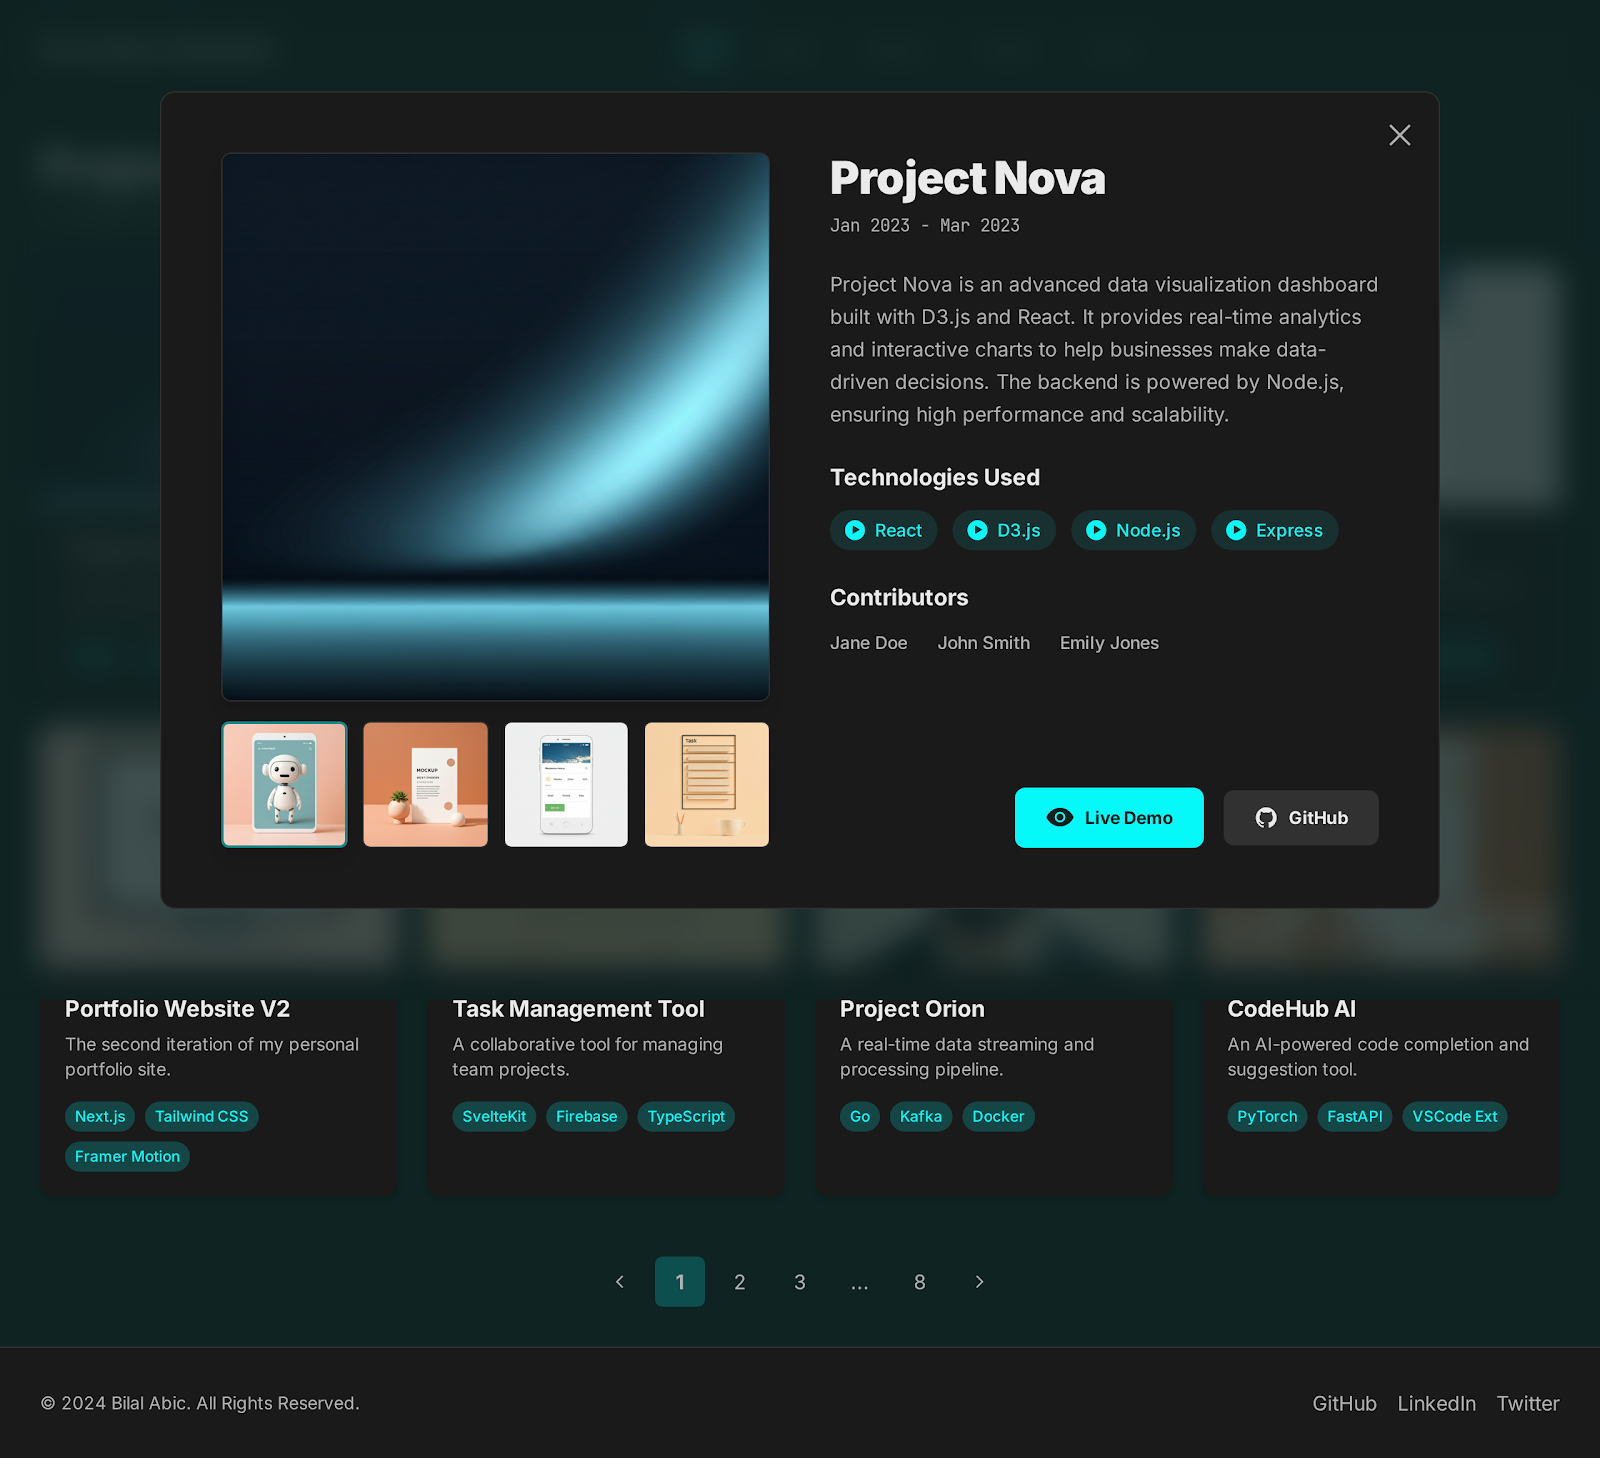 Project Nova
Jan 2023 - Mar 2023
Project Nova is an advanced data visualization dashboard
built with D3.js and React. It provides real-time analytics
and interactive charts to help businesses make data-
driven decisions. The backend is powered by Node.js,
ensuring high performance and scalability.
Technologies Used
React D3.js Node.js Express
Contributors
Jane Doe John Smith Emily Jones
MOCKUP
Task
Live Demo GitHub
Portfolio Website V2
The second iteration of my personal
portfolio site.
Next.js Tailwind CSS
Framer Motion
Task Management Tool
A collaborative tool for managing
team projects.
SvelteKit Firebase TypeScript
Project Orion
A real-time data streaming and
processing pipeline.
Go Kafka Docker
CodeHub AI
An AI-powered code completion and
suggestion tool.
PyTorch FastAPI VSCode Ext
1 2 3 ... 8
© 2024 Bilal Abic. All Rights Reserved.
GitHub LinkedIn Twitter